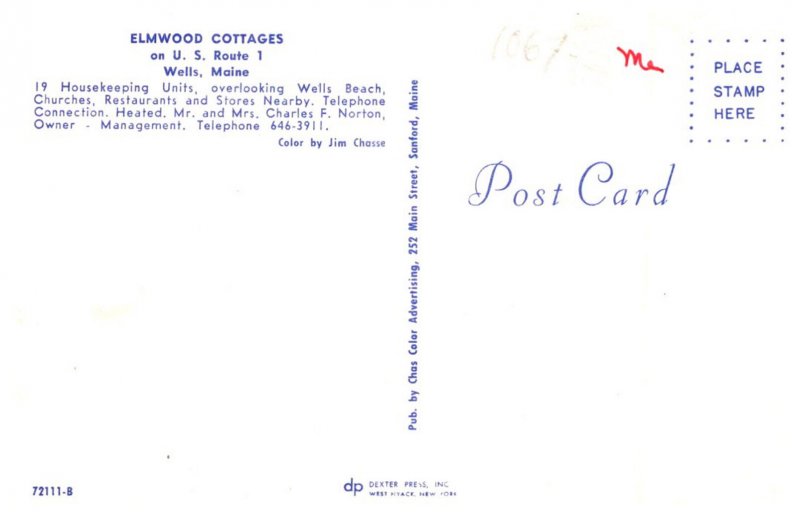 ELMWOOD COTTAGES
on U. S. Route 1
Wells, Maine
19 Housekeeping Units, overlooking Wells Beach,
Churches, Restaurants and Stores Nearby. Telephone
Connection. Heated. Mr. and Mrs. Charles F. Norton,
Owner - Management. Telephone 646-3911.
Color by Jim Chasse
Pub. by Chas Color Advertising, 252 Main Street, Sanford, Maine
Me
PLACE
STAMP
HERE
Post Card
72111-B
dp DEXTER PRESS, INC
WEST NYACK, NEW YORK